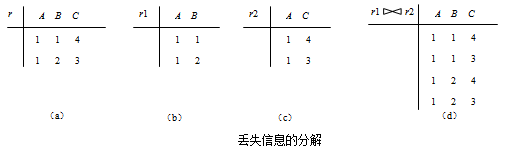 r A B C r1 A B r2 A C r1 ⋈ r2 A B C
1 1 4 1 1 1 4 1 1 4
1 2 3 1 2 1 3 1 1 3
1 2 4
1 2 3
（a） （b） （c） （d）
丢失信息的分解